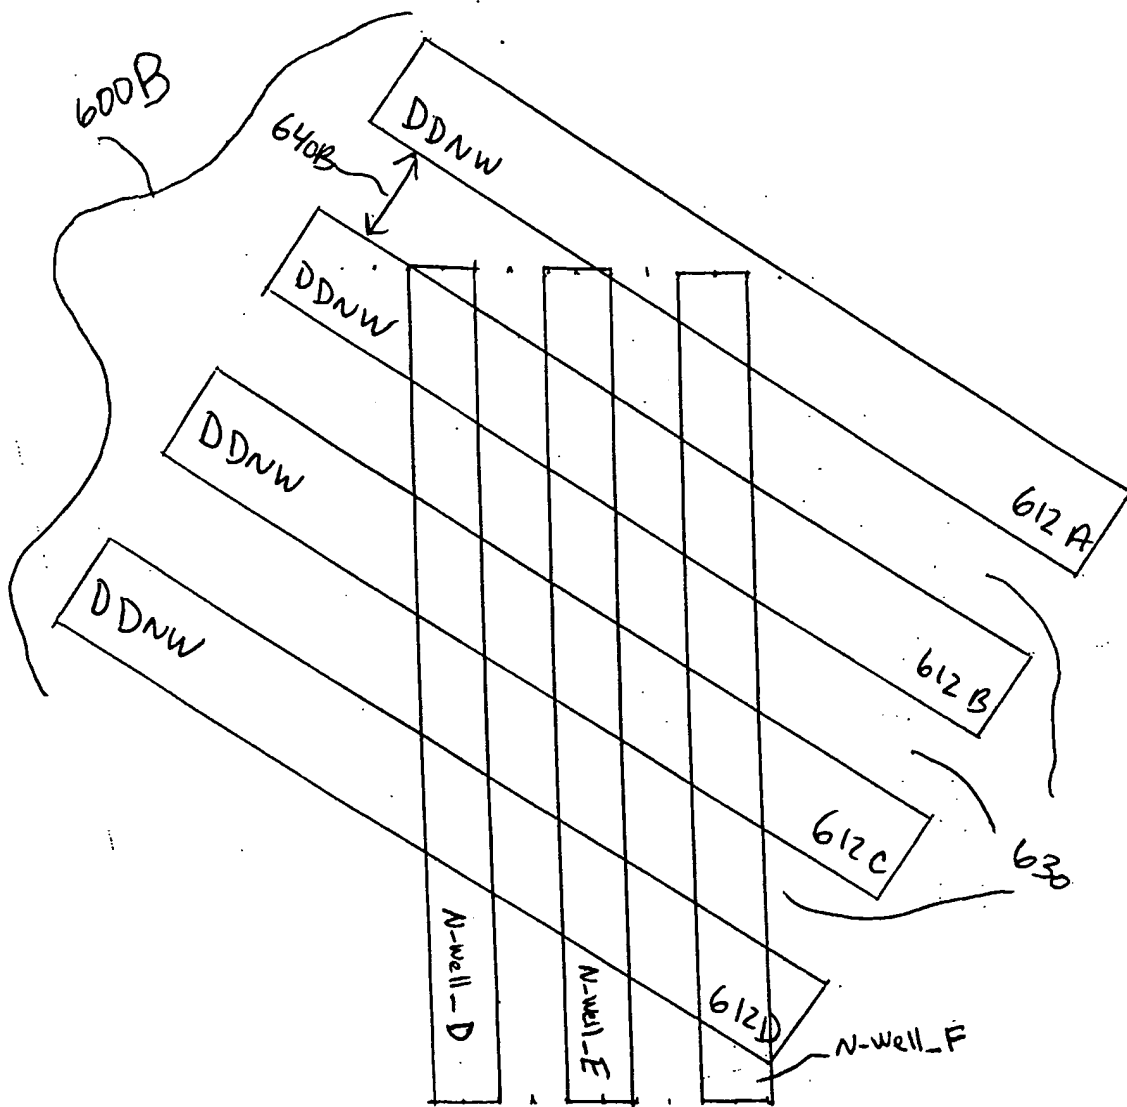 600B
640B
DDNW
DDNW
DDNW
DDNW
612A
612B
612C
630
612D
N-well_D
N-well_E
N-well_F